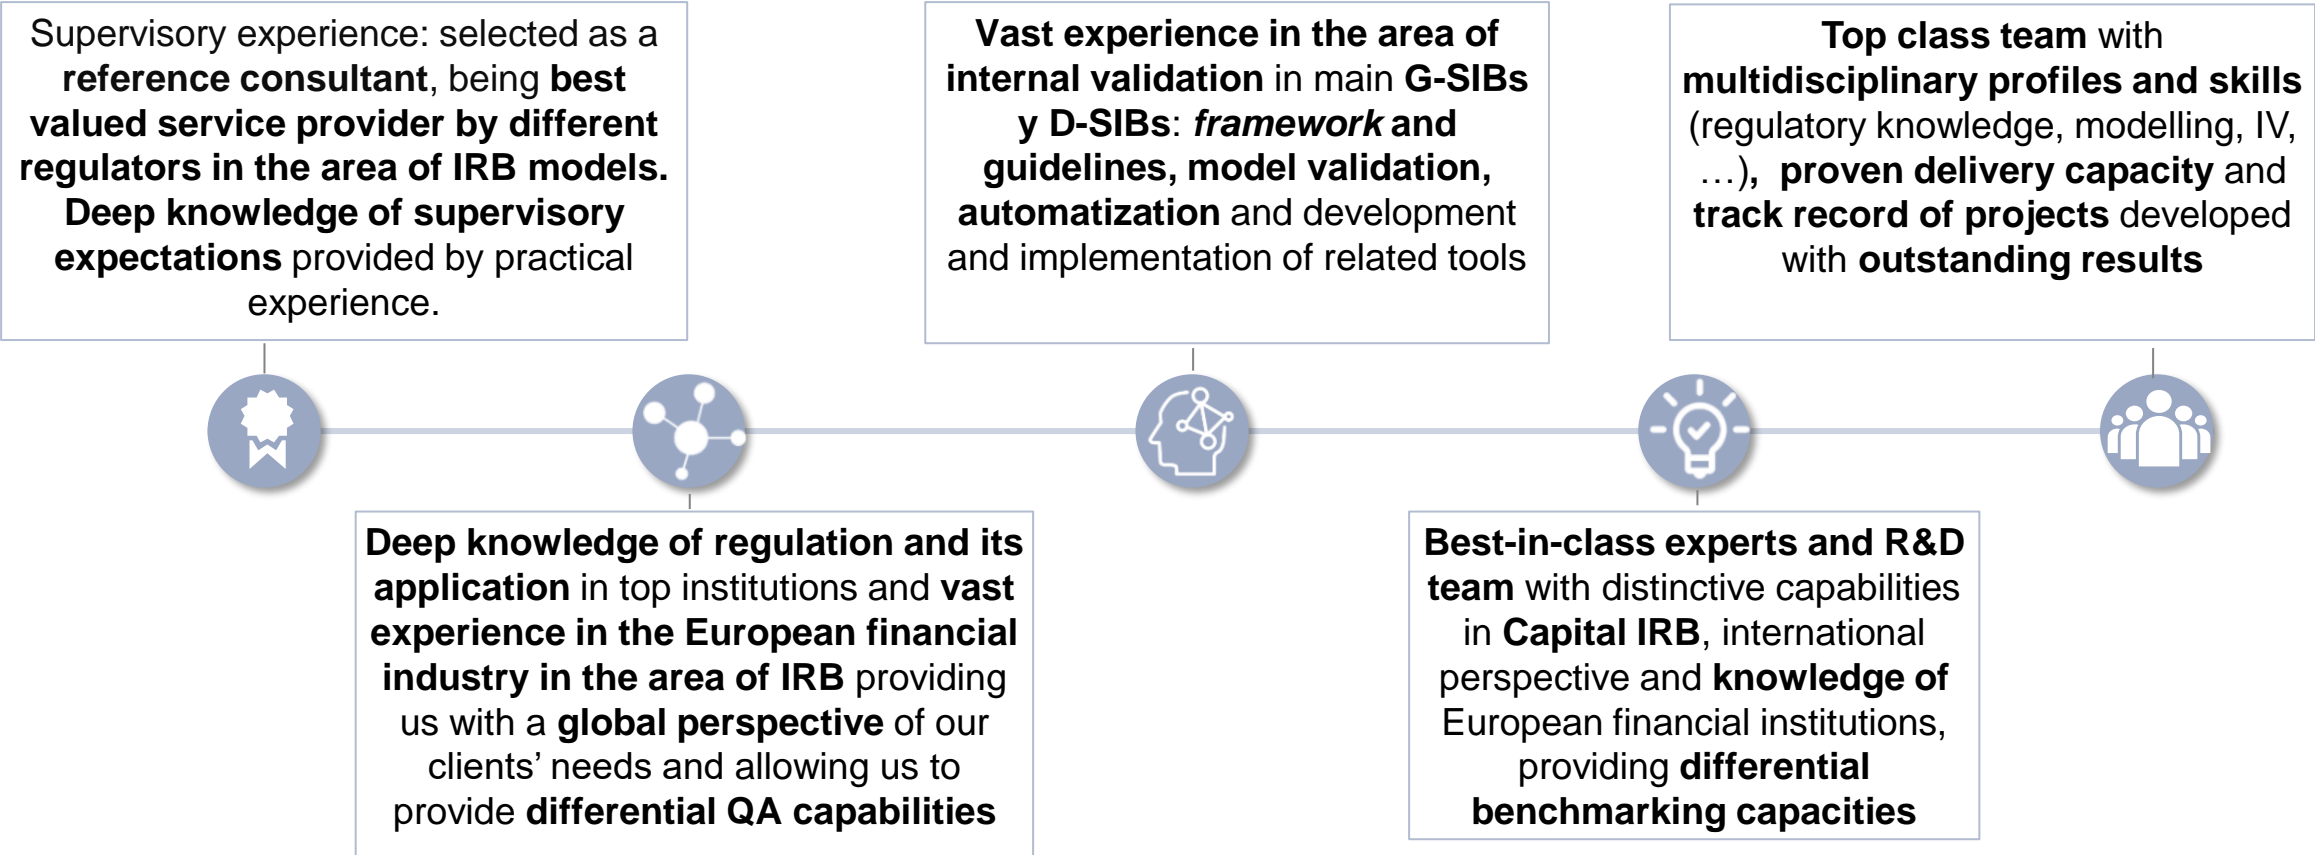 Supervisory experience: selected as a
reference consultant, being best
valued service provider by different
regulators in the area of IRB models.
Deep knowledge of supervisory
expectations provided by practical
experience.
Deep knowledge of regulation and its
application in top institutions and vast
experience in the European financial
industry in the area of IRB providing
us with a global perspective of our
clients’ needs and allowing us to
provide differential QA capabilities
Vast experience in the area of
internal validation in main G-SIBs
y D-SIBs: framework and
guidelines, model validation,
automatization and development
and implementation of related tools
Best-in-class experts and R&D
team with distinctive capabilities
in Capital IRB, international
perspective and knowledge of
European financial institutions,
providing differential
benchmarking capacities
Top class team with
multidisciplinary profiles and skills
(regulatory knowledge, modelling, IV,
…), proven delivery capacity and
track record of projects developed
with outstanding results